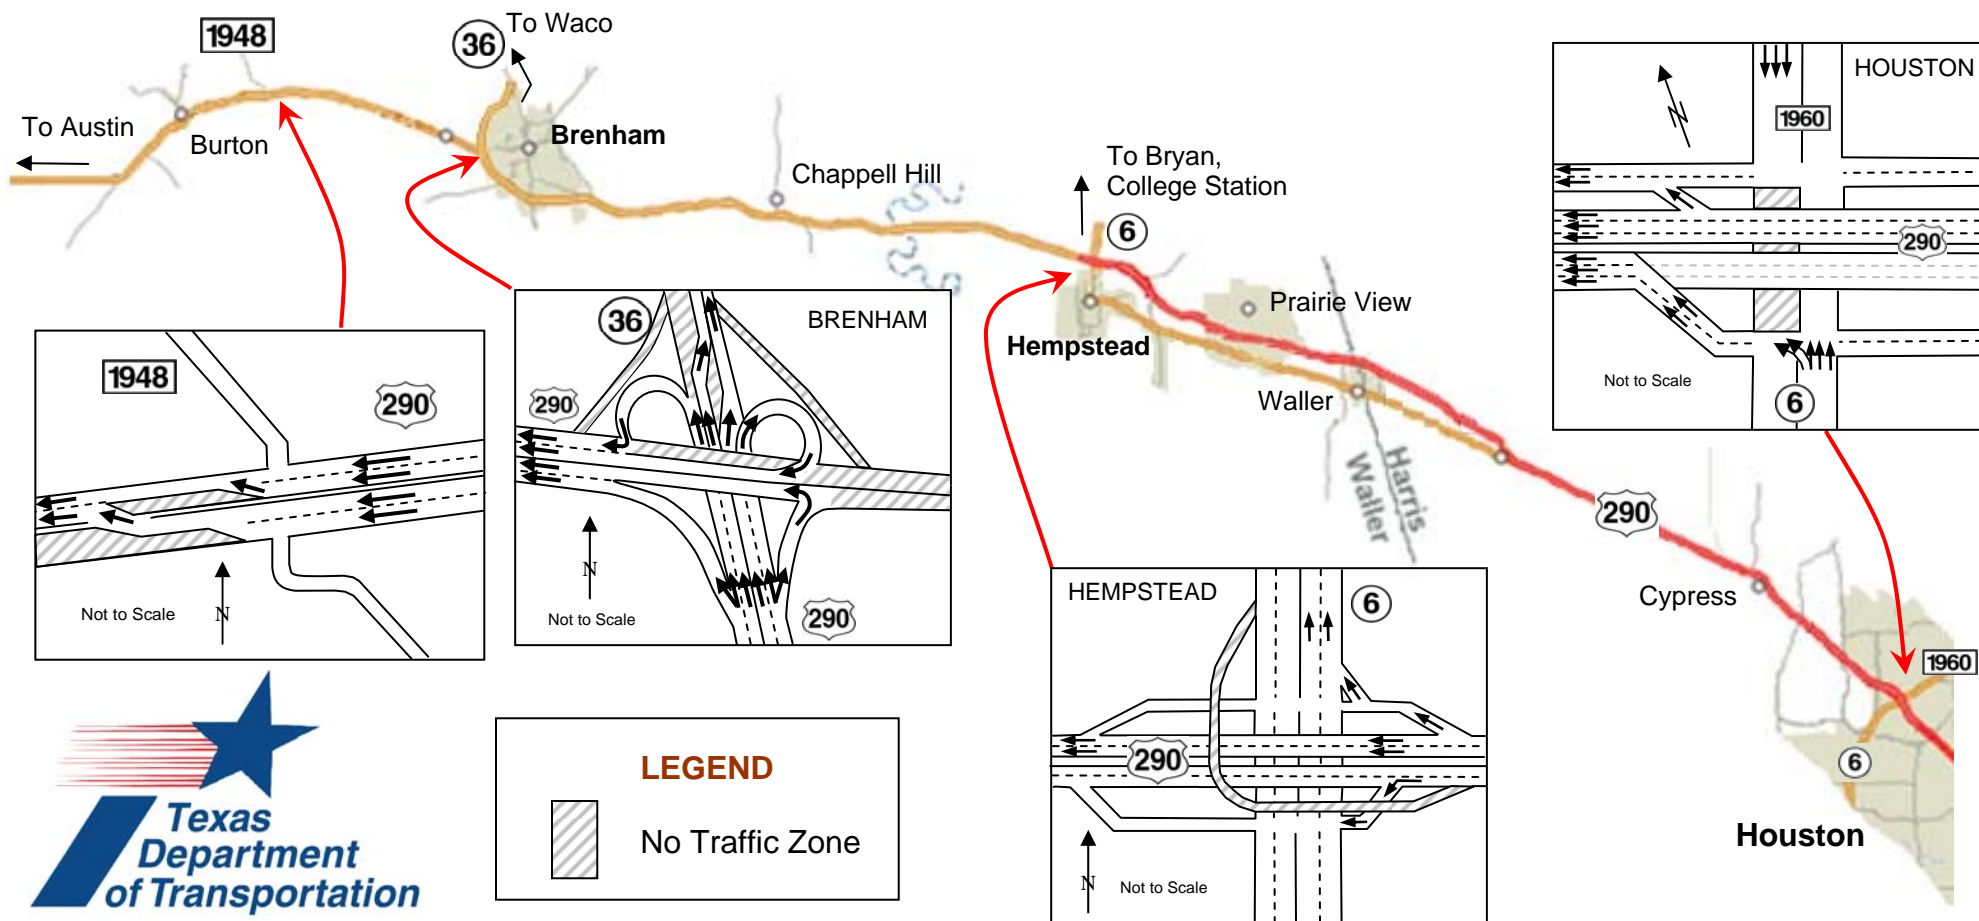 1948
36
To Waco
To Austin
Burton
Brenham
Chappell Hill
To Bryan,
College Station
6
Hempstead
Prairie View
Waller
Harris
Waller
290
Cypress
1960
6
Houston
HOUSTON
1960
290
Not to Scale
6
1948
290
Not to Scale
N
36
BRENHAM
290
N
Not to Scale
290
HEMPSTEAD
6
290
N
Not to Scale
LEGEND
No Traffic Zone
Texas
Department
of Transportation